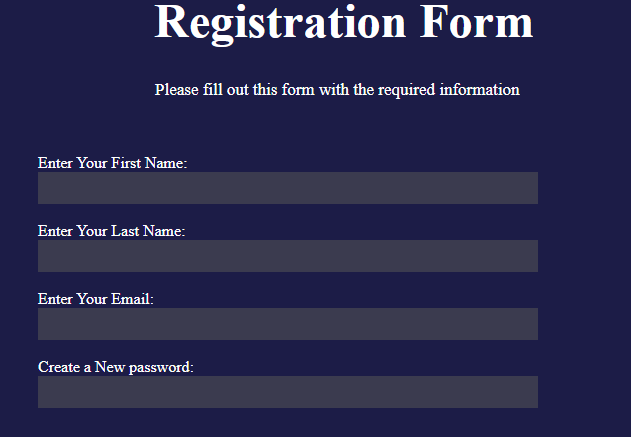 Registration Form
Please fill out this form with the required information
Enter Your First Name:
Enter Your Last Name:
Enter Your Email:
Create a New password: